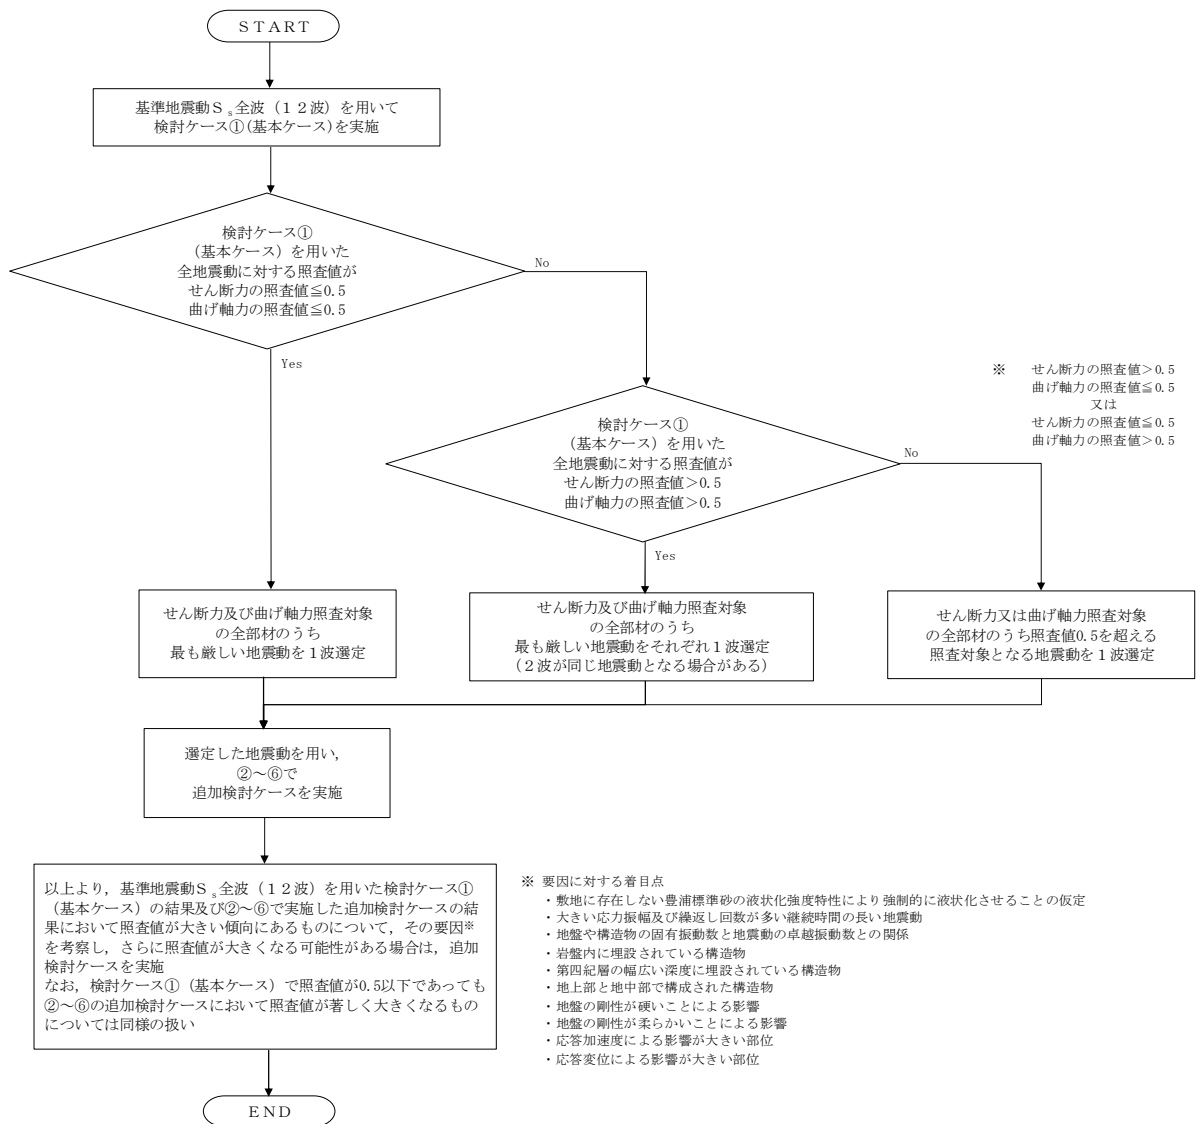 ＳＴＡＲＴ
基準地震動Ｓｓ全波（１２波）を用いて
検討ケース①(基本ケース)を実施
検討ケース①
（基本ケース）を用いた
全地震動に対する照査値が
せん断力の照査値≦0.5
曲げ軸力の照査値≦0.5
No
Yes
※　せん断力の照査値＞0.5
曲げ軸力の照査値≦0.5
又は
せん断力の照査値≦0.5
曲げ軸力の照査値＞0.5
検討ケース①
（基本ケース）を用いた
全地震動に対する照査値が
せん断力の照査値＞0.5
曲げ軸力の照査値＞0.5
No
Yes
せん断力及び曲げ軸力照査対象
の全部材のうち
最も厳しい地震動を１波選定
せん断力及び曲げ軸力照査対象
の全部材のうち
最も厳しい地震動をそれぞれ１波選定
（２波が同じ地震動となる場合がある）
せん断力又は曲げ軸力照査対象
の全部材のうち照査値0.5を超える
照査対象となる地震動を１波選定
選定した地震動を用い，
②～⑥で
追加検討ケースを実施
以上より，基準地震動Ｓｓ全波（１２波）を用いた検討ケース①
（基本ケース）の結果及び②～⑥で実施した追加検討ケースの結
果において照査値が大きい傾向にあるものについて，その要因※
を考察し，さらに照査値が大きくなる可能性がある場合は，追加
検討ケースを実施
なお，検討ケース①（基本ケース）で照査値が0.5以下であっても
②～⑥の追加検討ケースにおいて照査値が著しく大きくなるもの
については同様の扱い
※ 要因に対する着目点
・敷地に存在しない豊浦標準砂の液状化強度特性により強制的に液状化させることの仮定
・大きい応力振幅及び繰返し回数が多い継続時間の長い地震動
・地盤や構造物の固有振動数と地震動の卓越振動数との関係
・岩盤内に埋設されている構造物
・第四紀層の幅広い深度に埋設されている構造物
・地上部と地中部で構成された構造物
・地盤の剛性が硬いことによる影響
・地盤の剛性が柔らかいことによる影響
・応答加速度による影響が大きい部位
・応答変位による影響が大きい部位
ＥＮＤ